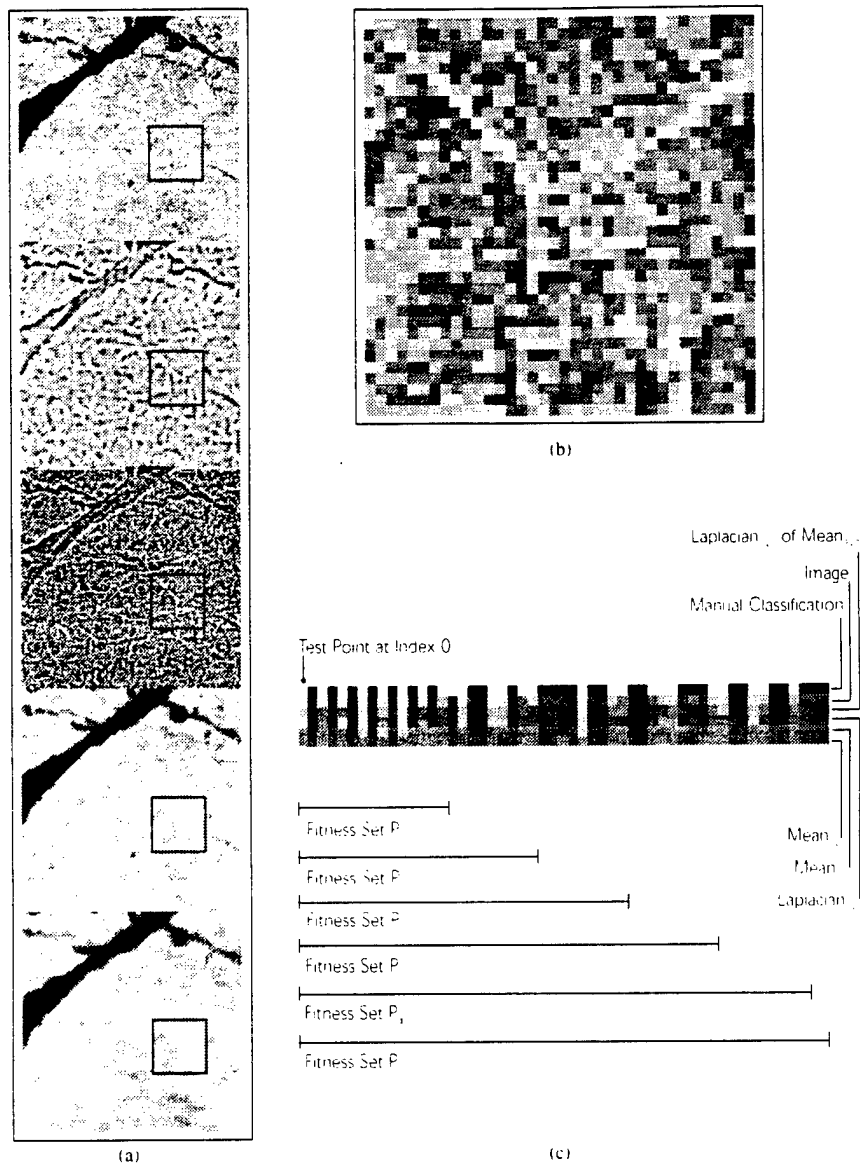 (b)
Laplacian of Mean
Image
Manual Classification
Test Point at Index 0
Fitness Set P
Fitness Set P
Fitness Set P
Fitness Set P
Fitness Set P
Fitness Set P
Mean
Mean
Laplacian
(a)
(c)